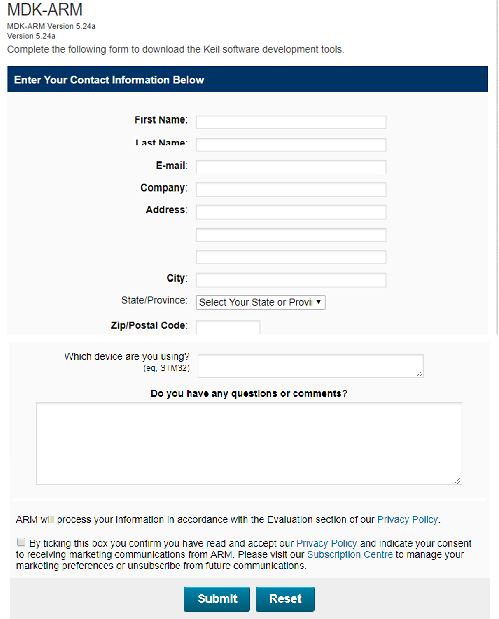 MDK-ARM
MDK-ARM Version 5.24a
Version 5.24a
Complete the following form to download the Keil software development tools.
Enter Your Contact Information Below
First Name:
Last Name:
E-mail:
Company:
Address:
City:
State/Province: Select Your State or Provi
Zip/Postal Code:
Which device are you using?
(eg, STM32)
Do you have any questions or comments?
ARM will process your information in accordance with the Evaluation section of our Privacy Policy.
By ticking this box you confirm you have read and accept our Privacy Policy and indicate your consent
to receiving marketing communications from ARM. Please visit our Subscription Centre to manage your
marketing preferences or unsubscribe from future communications.
Submit Reset